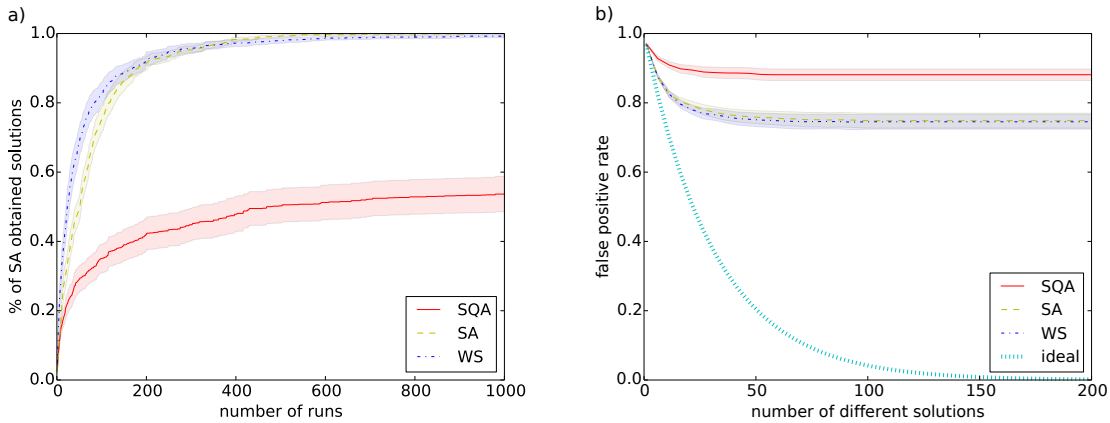 a)
1.0
0.8
0.6
0.4
0.2
0.0
% of SA obtained solutions
0
200
400
600
800
1000
number of runs
SQA
SA
WS
b)
1.0
0.8
0.6
0.4
0.2
0.0
false positive rate
0
50
100
150
200
number of different solutions
SQA
SA
WS
ideal